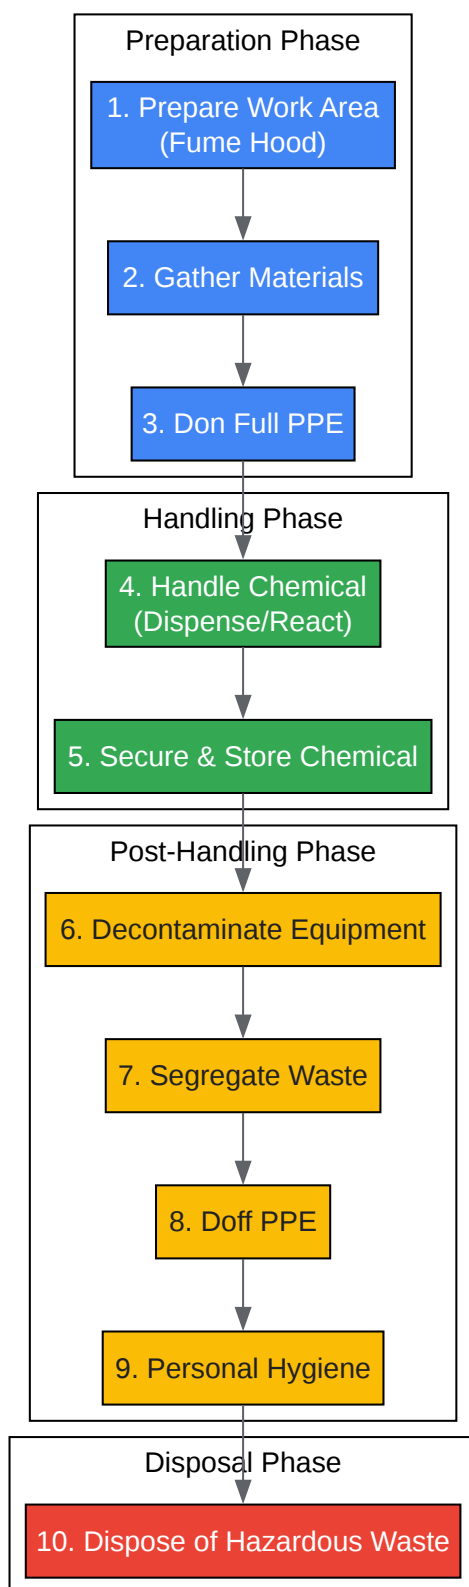 Preparation Phase
1. Prepare Work Area
(Fume Hood)
2. Gather Materials
3. Don Full PPE
Handling Phase
4. Handle Chemical
(Dispense/React)
5. Secure & Store Chemical
Post-Handling Phase
6. Decontaminate Equipment
7. Segregate Waste
8. Doff PPE
9. Personal Hygiene
Disposal Phase
10. Dispose of Hazardous Waste